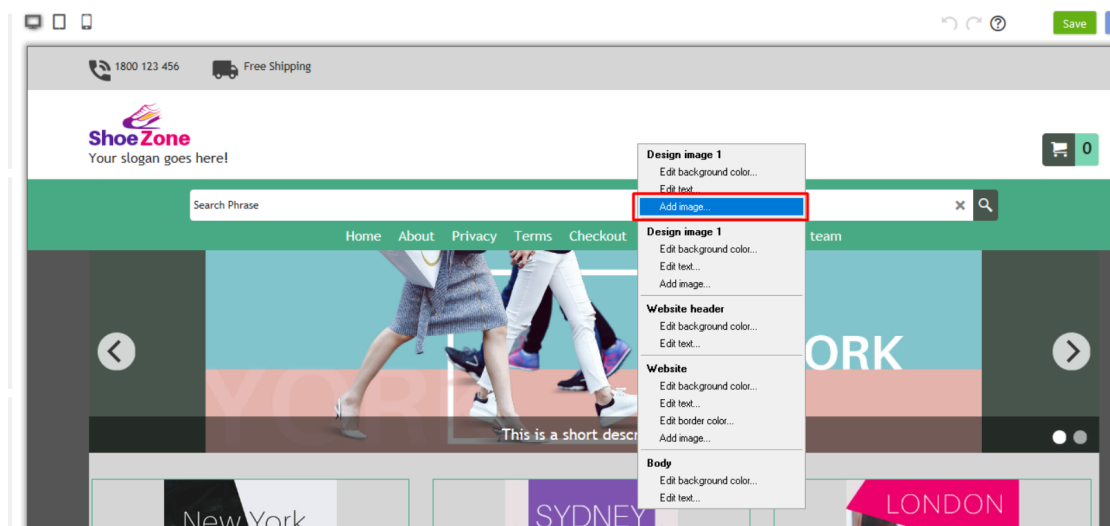 Save
1800 123 456
Free Shipping
ShoeZone
Your slogan goes here!
0
Design image 1
Edit background color...
Edit text...
Add image...
Search Phrase
Home About Privacy Terms Checkout team
Design image 1
Edit background color...
Edit text...
Add image...
Website header
Edit background color...
Edit text...
Website
Edit background color...
Edit text...
Edit border color...
Add image...
Body
Edit background color...
Edit text...
ORK
YORK
This is a short descr
New York
SYDNEY
LONDON